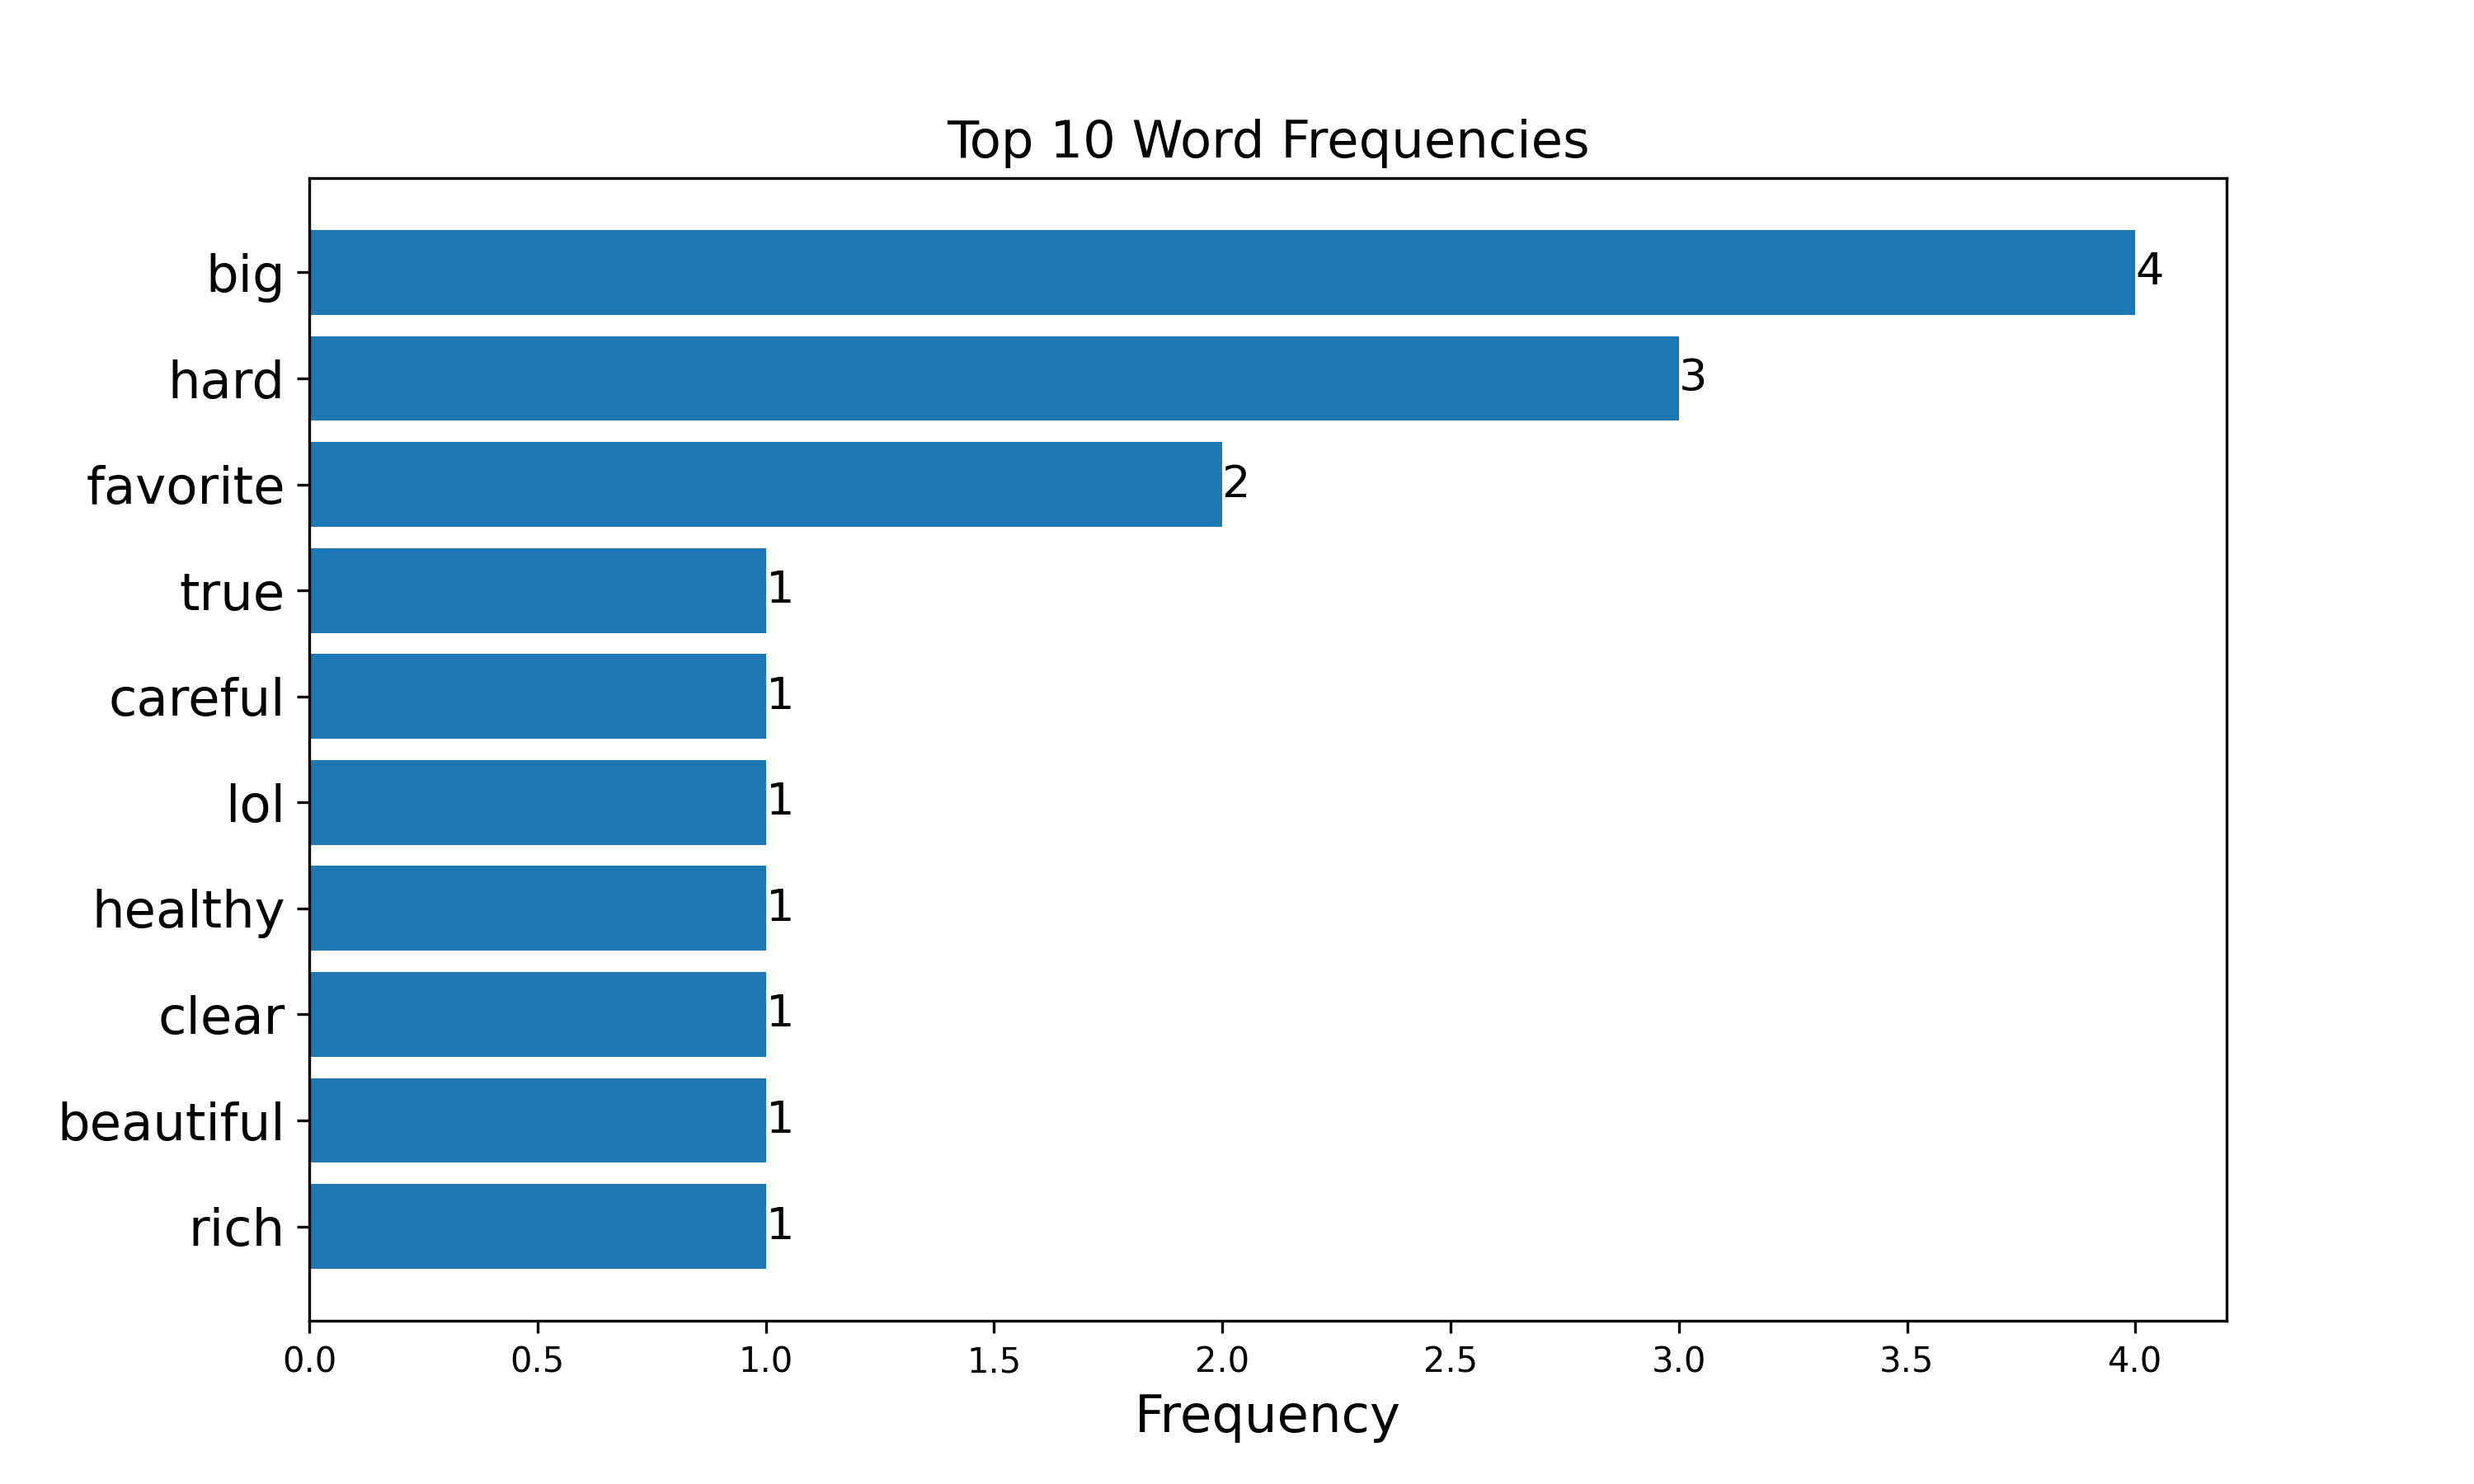 Top 10 Word Frequencies
big 4
hard 3
favorite 2
true 1
careful 1
lol 1
healthy 1
clear 1
beautiful 1
rich 1
0.0 0.5 1.0 1.5 2.0 2.5 3.0 3.5 4.0
Frequency